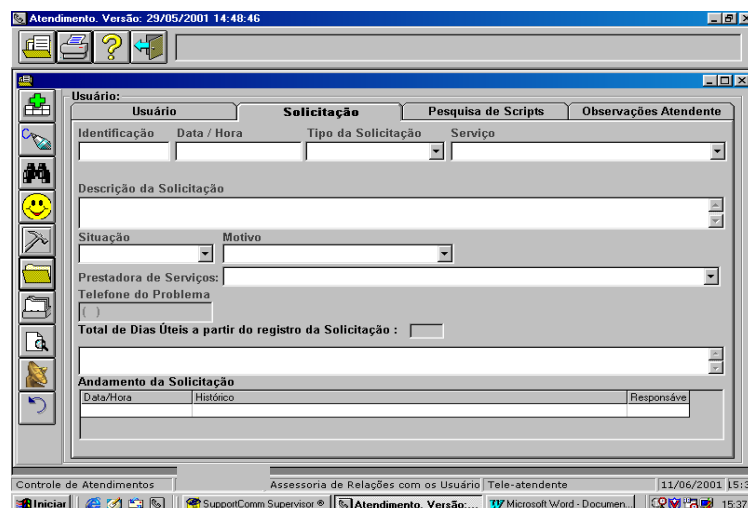 Atendimento. Versão: 29/05/2001 14:48:46
Usuário:
Usuário Solicitação Pesquisa de Scripts Observações Atendente
Identificação Data / Hora Tipo da Solicitação Serviço
Descrição da Solicitação
Situação Motivo
Prestadora de Serviços:
Telefone do Problema
( )
Total de Dias Úteis a partir do registro da Solicitação :
Andamento da Solicitação
Data/Hora Histórico Responsáve
Controle de Atendimentos Assessoria de Relações com os Usuário Tele-atendente 11/06/2001 15:3
Iniciar SupportComm Supervisor ® Atendimento. Versão:... Microsoft Word - Documen... 15:37